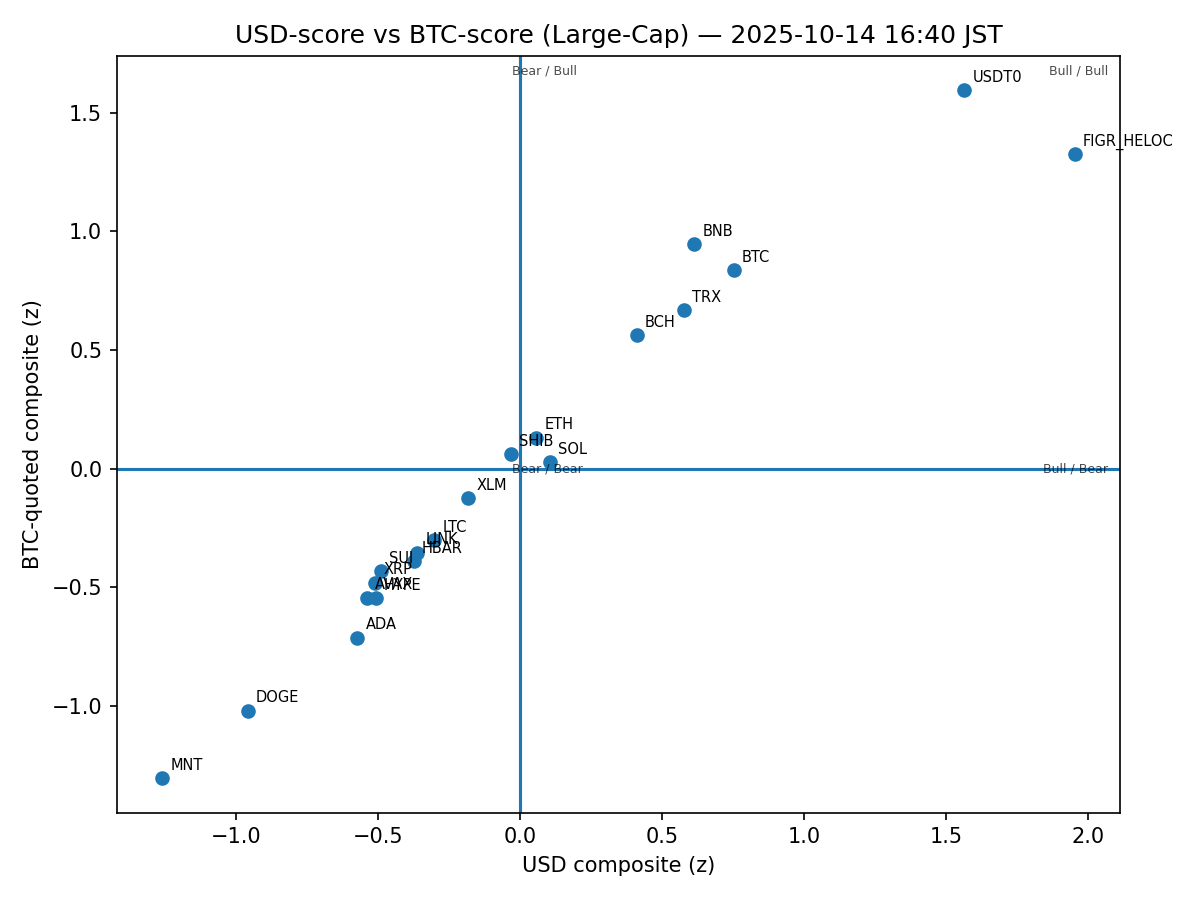 USD-score vs BTC-score (Large-Cap) — 2025-10-14 16:40 JST
Bear / Bull
Bull / Bull
USDT0
FIGR_HELOC
BNB
BTC
TRX
BCH
ETH
SHIB
SOL
Bear / Bear
Bull / Bear
XLM
LTC
LINK
HBAR
SUI
XRP
AVAX
HYPE
ADA
DOGE
MNT
1.5
1.0
0.5
0.0
−0.5
−1.0
BTC-quoted composite (z)
−1.0
−0.5
0.0
0.5
1.0
1.5
2.0
USD composite (z)